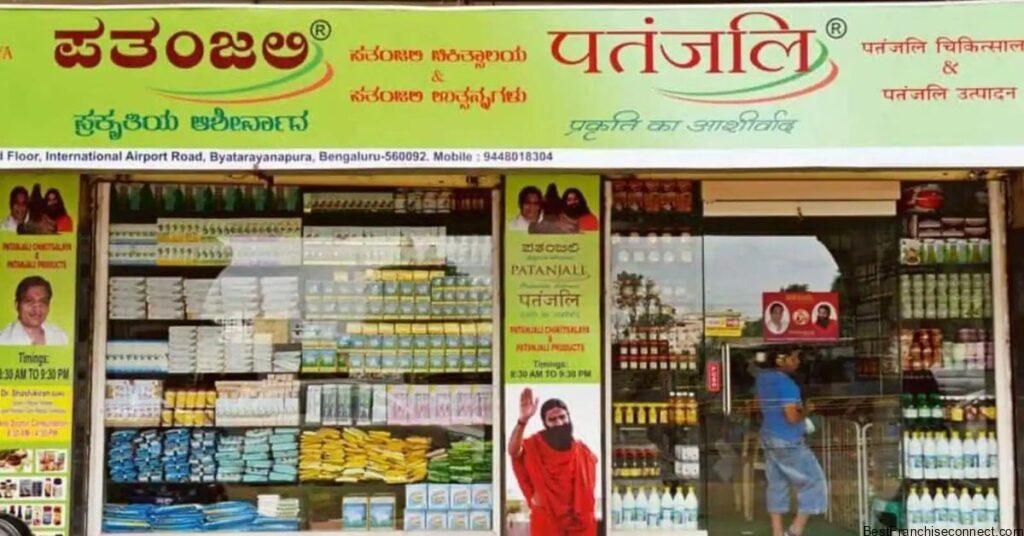 ಪತಂಜಲಿ®
ಪ್ರಕೃತಿಯ ಆಶೀರ್ವಾದ
ಪತಂಜಲಿ ಚಿಕಿತ್ಸಾಲಯ
&
ಪತಂಜಲಿ ಉತ್ಪನ್ನಗಳು
पतंजलि®
प्रकृति का आशीर्वाद
पतंजलि चिकित्साल
&
पतंजलि उत्पादन
d Floor, International Airport Road, Byatarayanapura, Bengaluru-560092. Mobile : 9448018304
PATANJALI CHIKITSALAYA
&
PATANJALI PRODUCTS
Timings
8:30 AM TO 9:30 PM
ಪತಂಜಲಿ
PATANJALI
पतंजलि
PATANJALI CHIKITSALAYA
&
PATANJALI PRODUCTS
Timings:
8:30 AM TO 9:30 PM
PUSH
BestFranchiseconnect.com